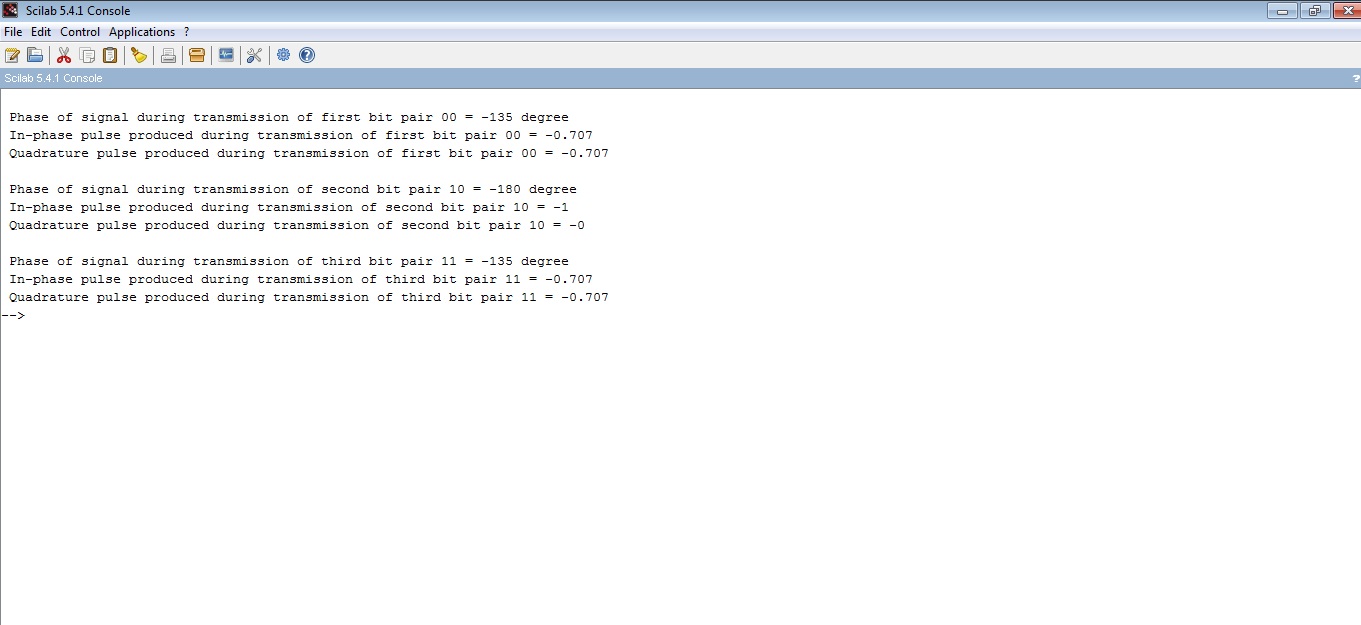 Scilab 5.4.1 Console
File Edit Control Applications ?
Scilab 5.4.1 Console ?
Phase of signal during transmission of first bit pair 00 = -135 degree
In-phase pulse produced during transmission of first bit pair 00 = -0.707
Quadrature pulse produced during transmission of first bit pair 00 = -0.707
Phase of signal during transmission of second bit pair 10 = -180 degree
In-phase pulse produced during transmission of second bit pair 10 = -1
Quadrature pulse produced during transmission of second bit pair 10 = -0
Phase of signal during transmission of third bit pair 11 = -135 degree
In-phase pulse produced during transmission of third bit pair 11 = -0.707
Quadrature pulse produced during transmission of third bit pair 11 = -0.707
-->